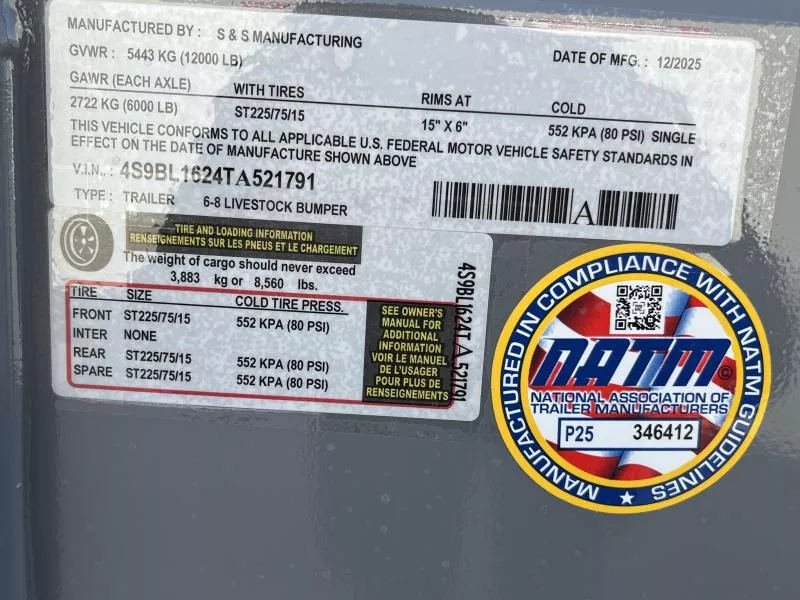 MANUFACTURED BY : S & S MANUFACTURING
GVWR : 5443 KG (12000 LB) DATE OF MFG. : 12/2025
GAWR (EACH AXLE) WITH TIRES RIMS AT COLD
2722 KG (6000 LB) ST225/75/15 15" X 6" 552 KPA (80 PSI) SINGLE
THIS VEHICLE CONFORMS TO ALL APPLICABLE U.S. FEDERAL MOTOR VEHICLE SAFETY STANDARDS IN
EFFECT ON THE DATE OF MANUFACTURE SHOWN ABOVE
V.I.N.: 4S9BL1624TA521791
TYPE : TRAILER 6-8 LIVESTOCK BUMPER
A
TIRE AND LOADING INFORMATION
RENSEIGNEMENTS SUR LES PNEUS ET LE CHARGEMENT
The weight of cargo should never exceed
3,883 kg or 8,560 lbs.
TIRE SIZE COLD TIRE PRESS.
FRONT ST225/75/15 552 KPA (80 PSI)
INTER NONE
REAR ST225/75/15 552 KPA (80 PSI)
SPARE ST225/75/15 552 KPA (80 PSI)
SEE OWNER'S
MANUAL FOR
ADDITIONAL
INFORMATION
VOIR LE MANUEL
DE L'USAGER
POUR PLUS DE
RENSEIGNEMENTS
4S9BL1624TA521791
MANUFACTURED IN COMPLIANCE WITH NATM GUIDELINES
NATM©
NATIONAL ASSOCIATION OF
TRAILER MANUFACTURERS
P25 346412